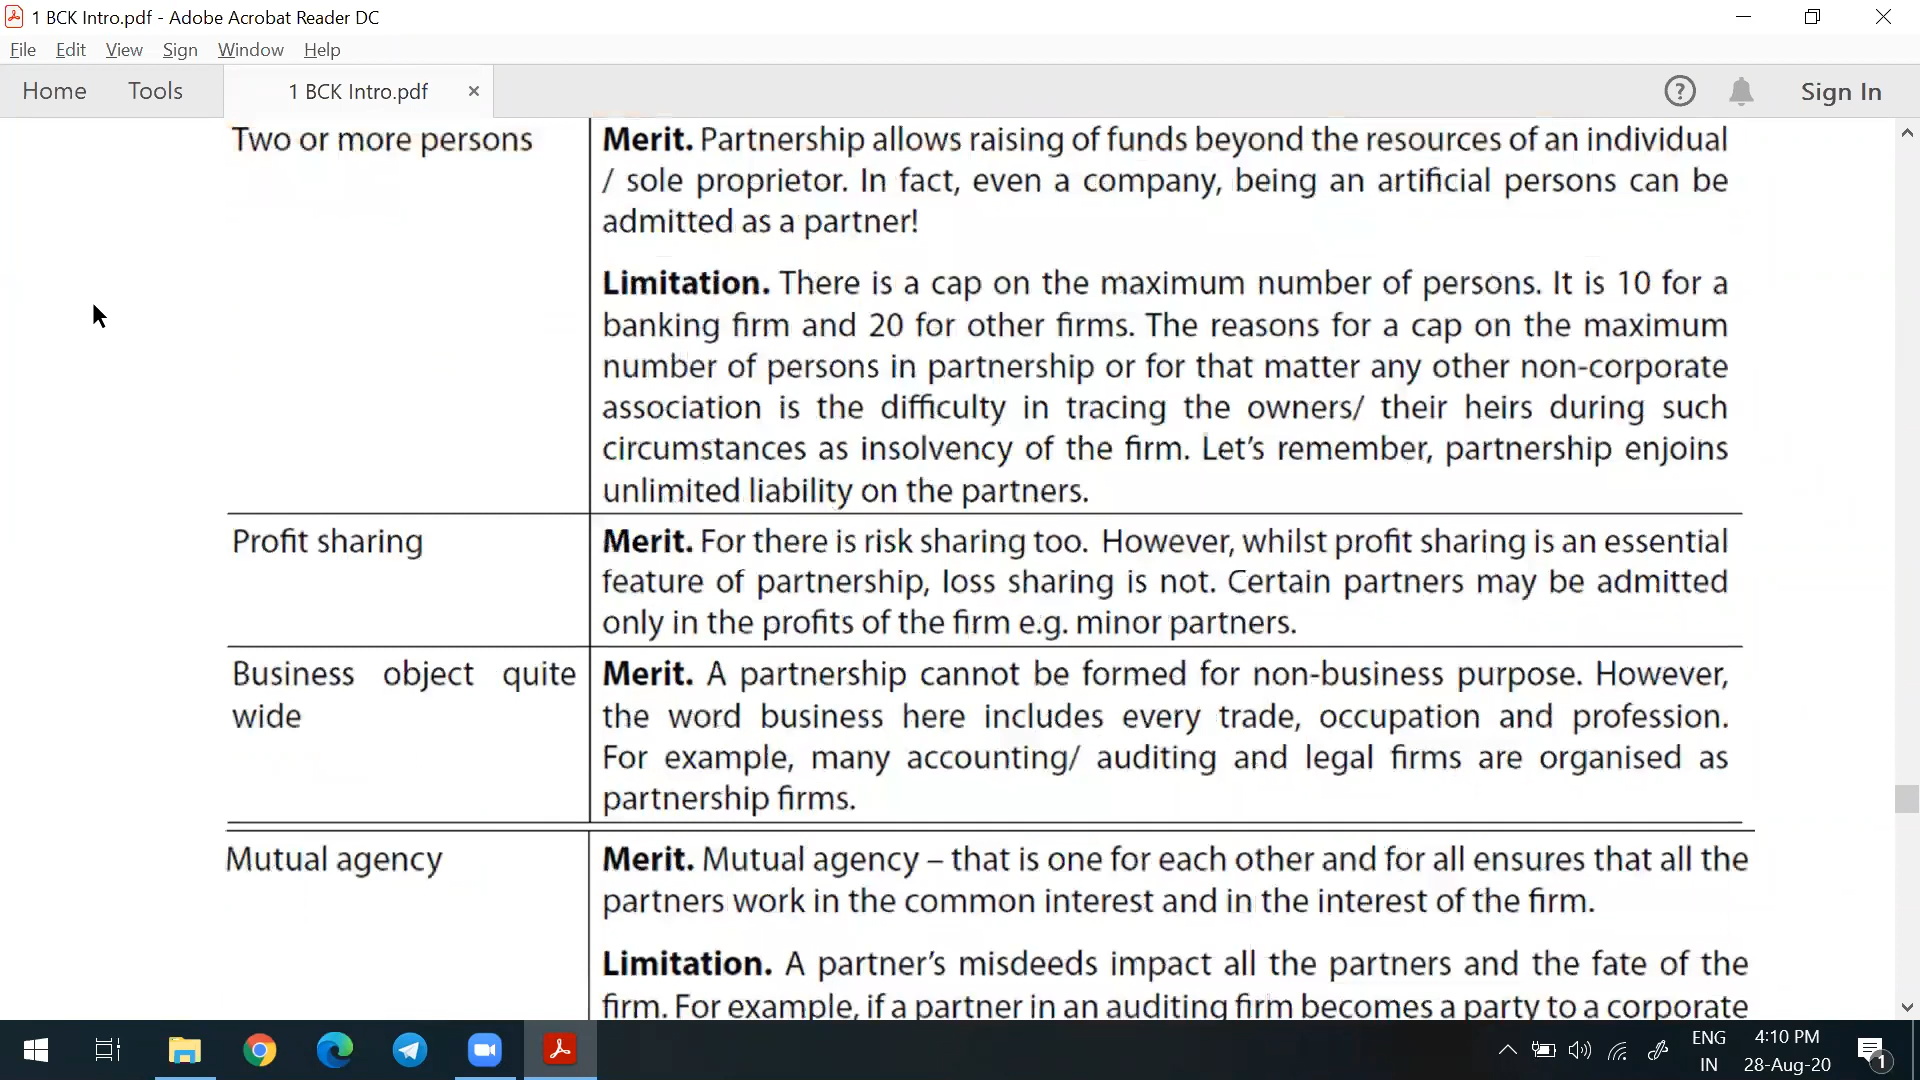 1 BCK Intro.pdf - Adobe Acrobat Reader DC
File Edit View Sign Window Help
Home Tools 1 BCK Intro.pdf × ? Sign In
Two or more persons
Merit. Partnership allows raising of funds beyond the resources of an individual
/ sole proprietor. In fact, even a company, being an artificial persons can be
admitted as a partner!
Limitation. There is a cap on the maximum number of persons. It is 10 for a
banking firm and 20 for other firms. The reasons for a cap on the maximum
number of persons in partnership or for that matter any other non-corporate
association is the difficulty in tracing the owners/ their heirs during such
circumstances as insolvency of the firm. Let's remember, partnership enjoins
unlimited liability on the partners.
Profit sharing
Merit. For there is risk sharing too. However, whilst profit sharing is an essential
feature of partnership, loss sharing is not. Certain partners may be admitted
only in the profits of the firm e.g. minor partners.
Business object quite
wide
Merit. A partnership cannot be formed for non-business purpose. However,
the word business here includes every trade, occupation and profession.
For example, many accounting/ auditing and legal firms are organised as
partnership firms.
Mutual agency
Merit. Mutual agency – that is one for each other and for all ensures that all the
partners work in the common interest and in the interest of the firm.
Limitation. A partner's misdeeds impact all the partners and the fate of the
firm. For example, if a partner in an auditing firm becomes a party to a corporate
ENG 4:10 PM
IN 28-Aug-20 1